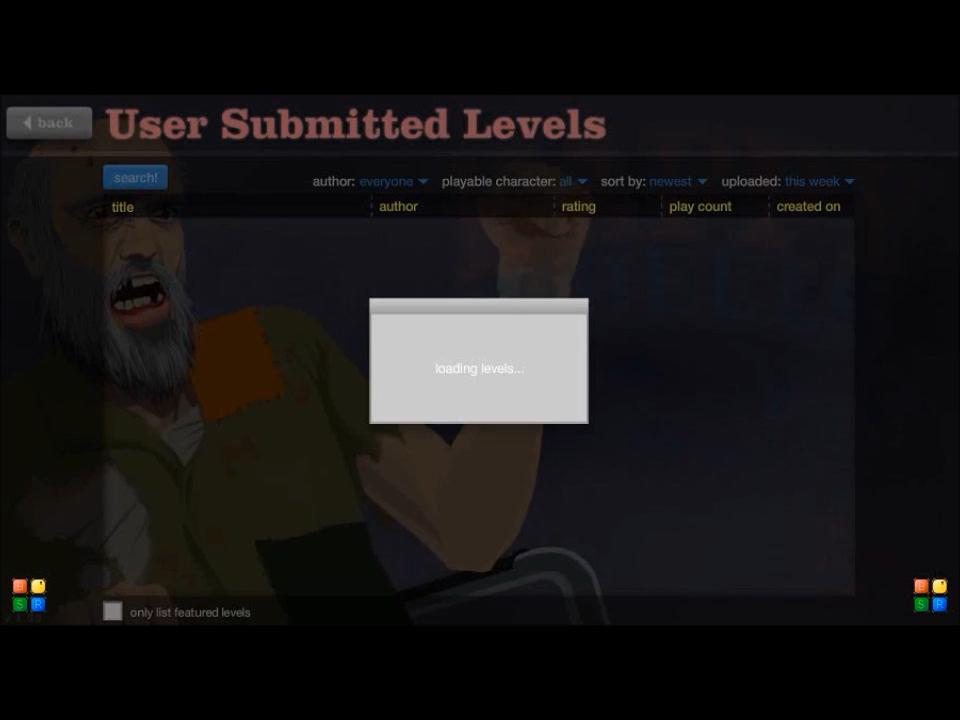 back
User Submitted Levels
search!
author: everyone playable character: all sort by: newest uploaded: this week
title author rating play count created on
loading levels...
S R
S R
only list featured levels